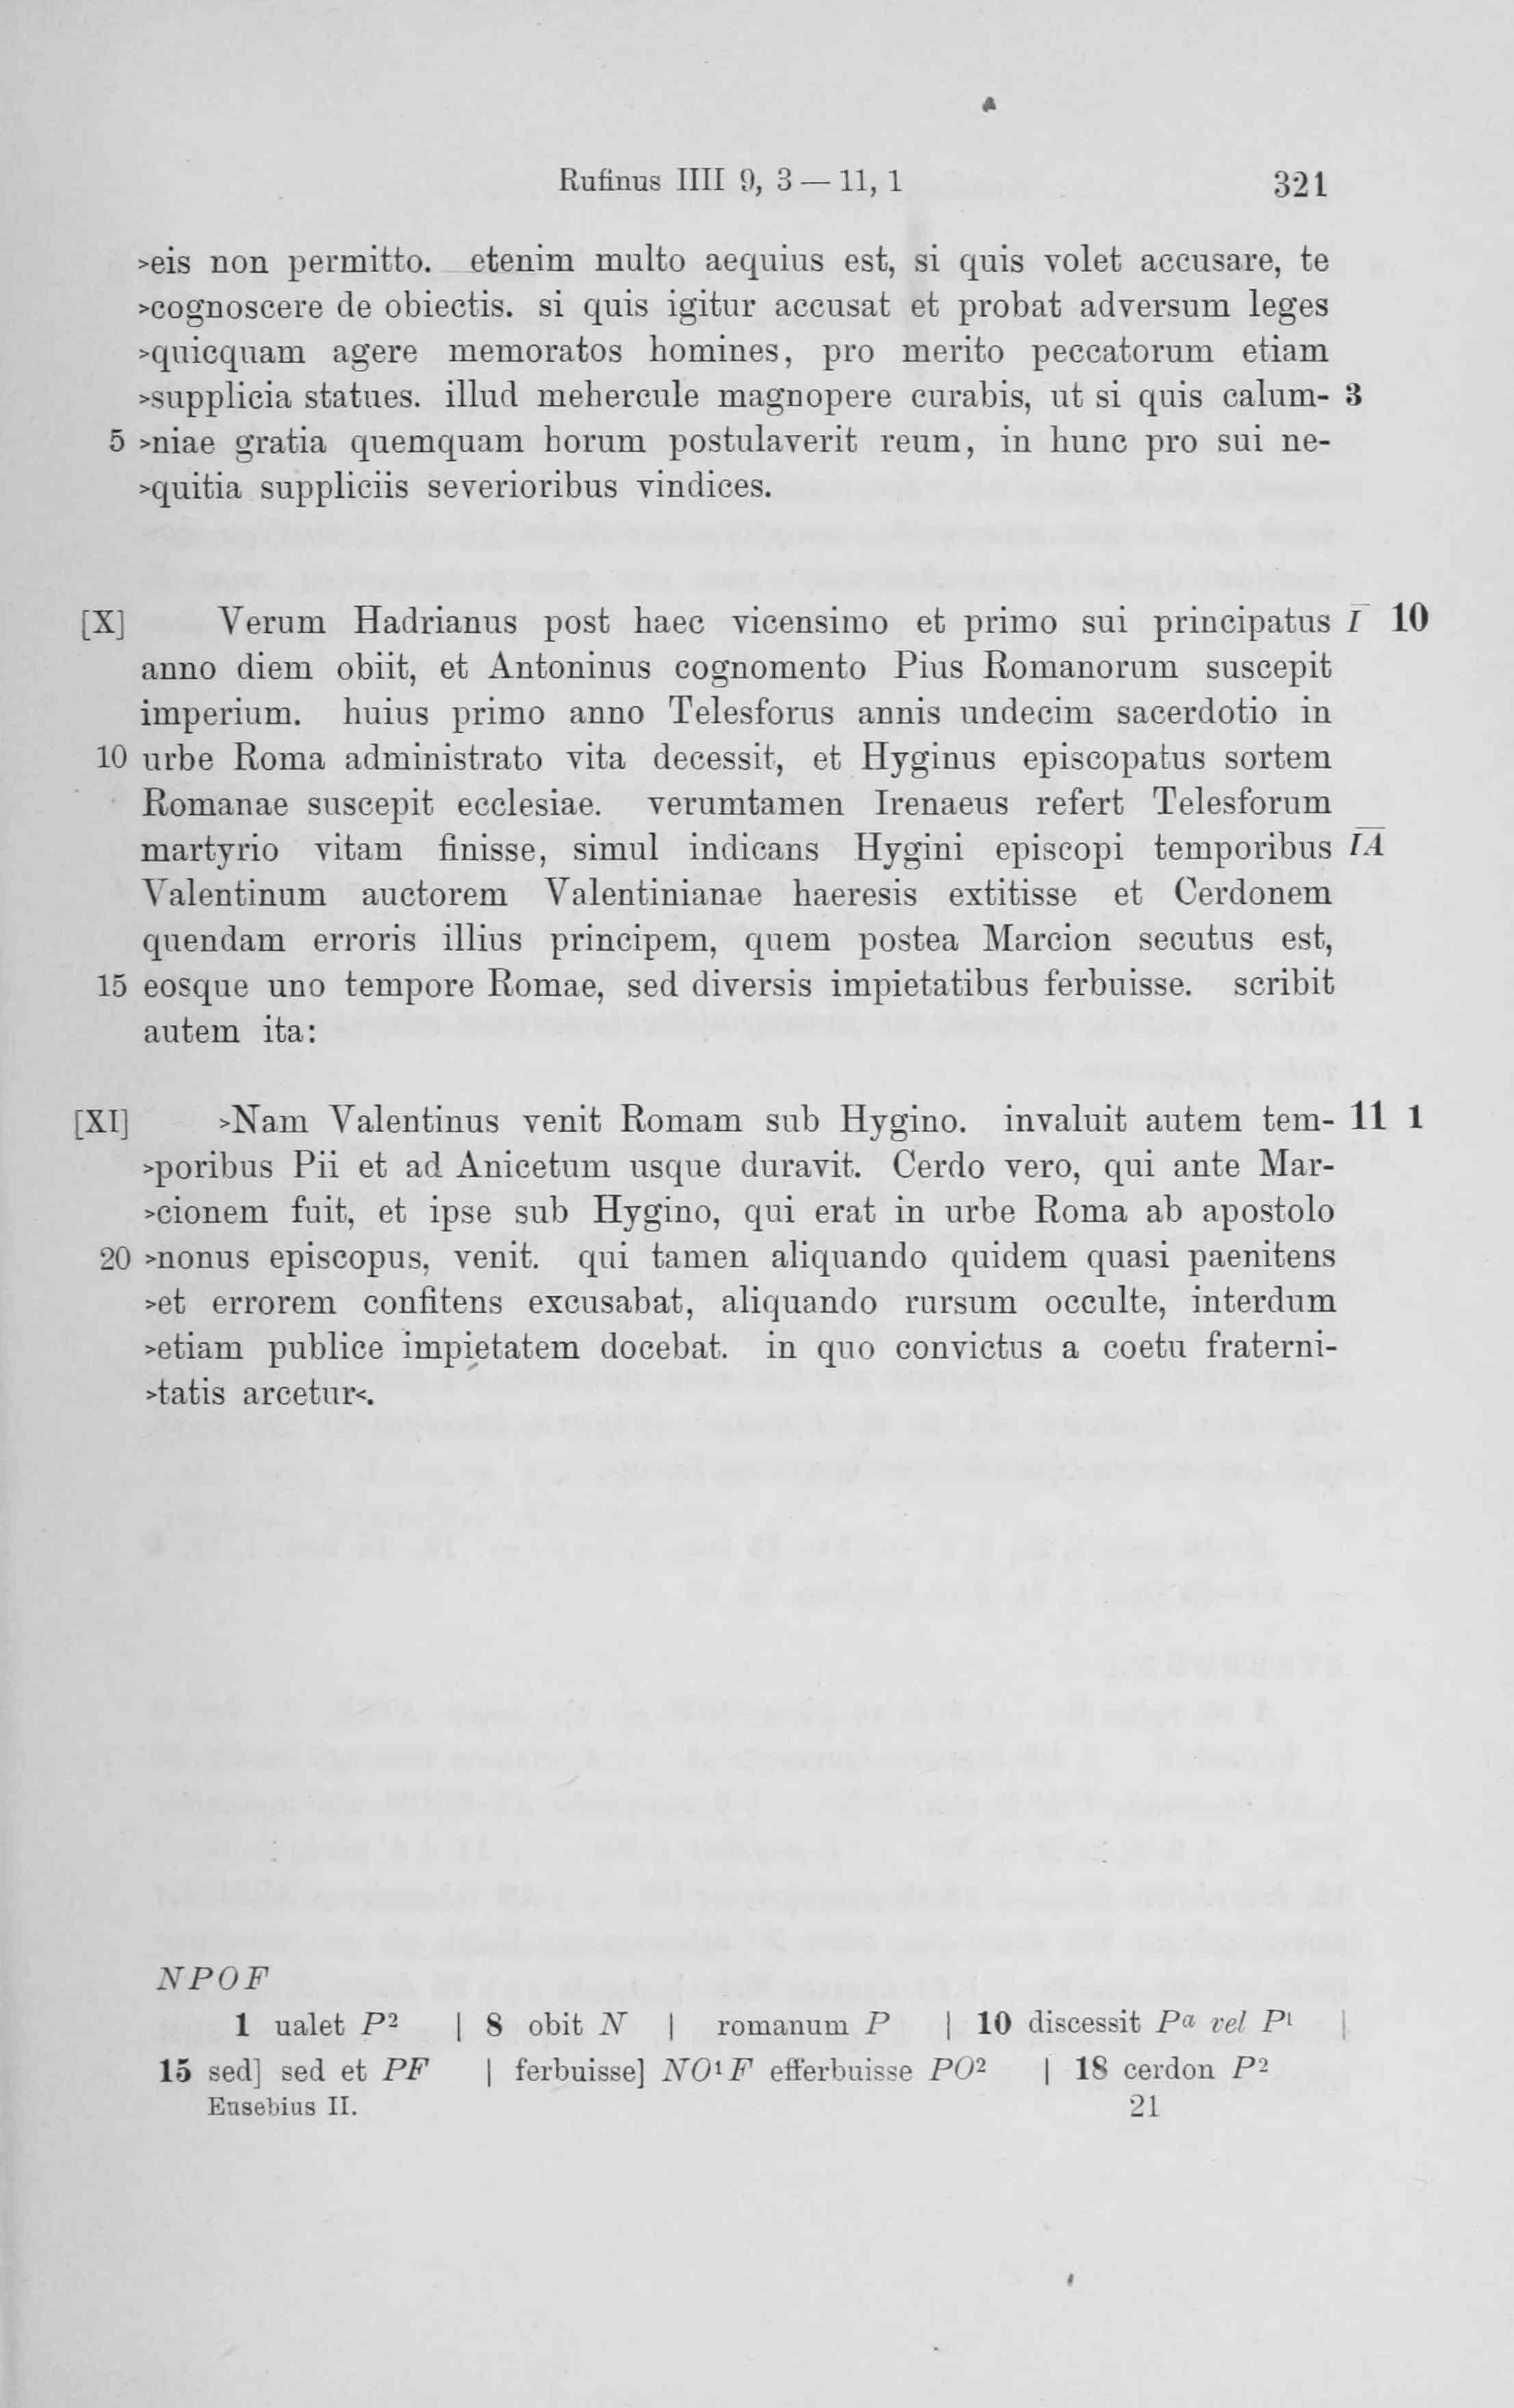 Rufinus IIII 9, 3 — 11, 1 321
>eis non permitto. etenim multo aequius est, si quis volet accusare, te
>cognoscere de obiectis. si quis igitur accusat et probat adversum leges
>quicquam agere memoratos homines, pro merito peccatorum etiam
>supplicia statues. illud mehercule magnopere curabis, ut si quis calum- 3
5 >niae gratia quemquam horum postulaverit reum, in hunc pro sui ne-
>quitia suppliciis severioribus vindices.
[X] Verum Hadrianus post haec vicensimo et primo sui principatus I̅ 10
anno diem obiit, et Antoninus cognomento Pius Romanorum suscepit
imperium. huius primo anno Telesforus annis undecim sacerdotio in
10 urbe Roma administrato vita decessit, et Hyginus episcopatus sortem
Romanae suscepit ecclesiae. verumtamen Irenaeus refert Telesforum
martyrio vitam finisse, simul indicans Hygini episcopi temporibus I̅A̅
Valentinum auctorem Valentinianae haeresis extitisse et Cerdonem
quendam erroris illius principem, quem postea Marcion secutus est,
15 eosque uno tempore Romae, sed diversis impietatibus ferbuisse. scribit
autem ita:
[XI] >Nam Valentinus venit Romam sub Hygino. invaluit autem tem- 11 1
>poribus Pii et ad Anicetum usque duravit. Cerdo vero, qui ante Mar-
>cionem fuit, et ipse sub Hygino, qui erat in urbe Roma ab apostolo
20 >nonus episcopus, venit. qui tamen aliquando quidem quasi paenitens
>et errorem confitens excusabat, aliquando rursum occulte, interdum
>etiam publice impietatem docebat. in quo convictus a coetu fraterni-
>tatis arcetur<.
NPOF
1 ualet P² | 8 obit N | romanum P | 10 discessit Pᵃ vel P¹ |
15 sed] sed et PF | ferbuisse] NO¹F efferbuisse PO² | 18 cerdon P²
Eusebius II. 21